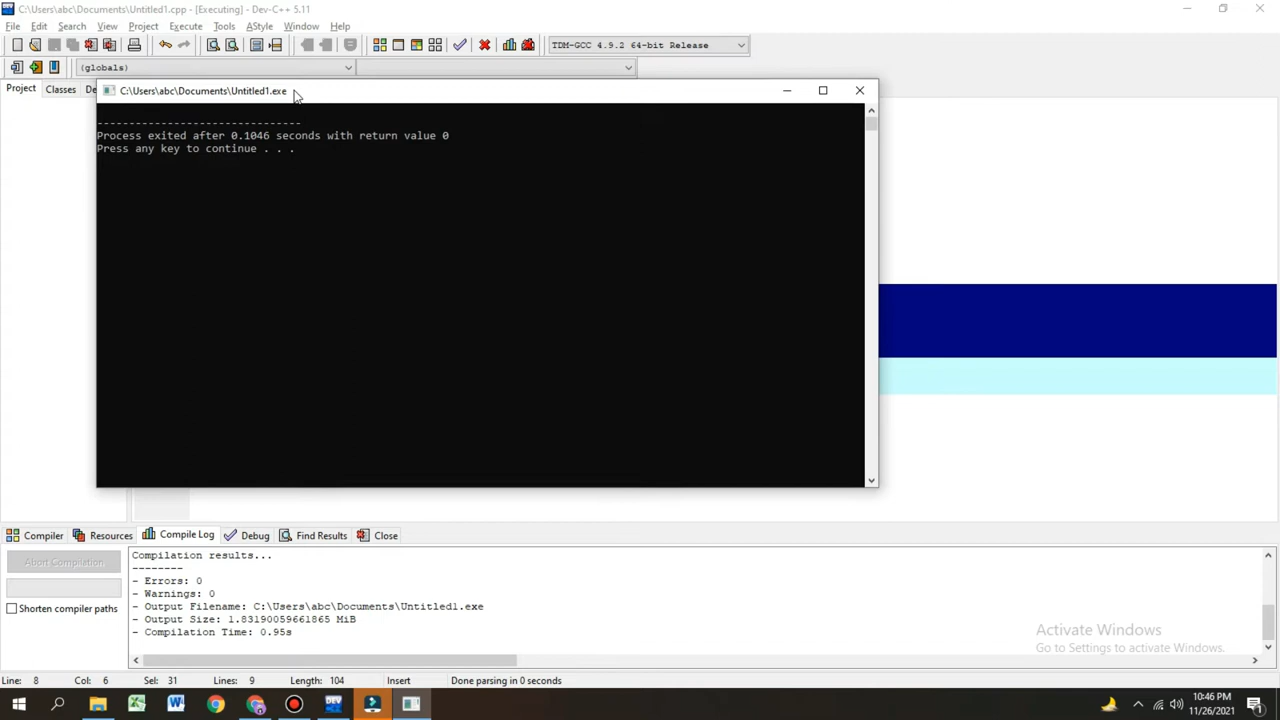 C:\Users\abc\Documents\Untitled1.cpp - [Executing] - Dev-C++ 5.11
File Edit Search View Project Execute Tools AStyle Window Help
TDM-GCC 4.9.2 64-bit Release
(globals)
Project Classes De
C:\Users\abc\Documents\Untitled1.exe
--------------------------------
Process exited after 0.1046 seconds with return value 0
Press any key to continue . . .
Compiler Resources Compile Log Debug Find Results Close
Abort Compilation
Shorten compiler paths
Compilation results...
--------
- Errors: 0
- Warnings: 0
- Output Filename: C:\Users\abc\Documents\Untitled1.exe
- Output Size: 1.83190059661865 MiB
- Compilation Time: 0.95s
Activate Windows
Go to Settings to activate Windows.
Line: 8 Col: 6 Sel: 31 Lines: 9 Length: 104 Insert Done parsing in 0 seconds
DEV
10:46 PM
11/26/2021
1